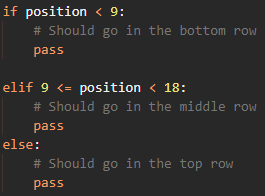 if position < 9:
    # Should go in the bottom row
    pass

elif 9 <= position < 18:
    # Should go in the middle row
    pass
else:
    # Should go in the top row
    pass